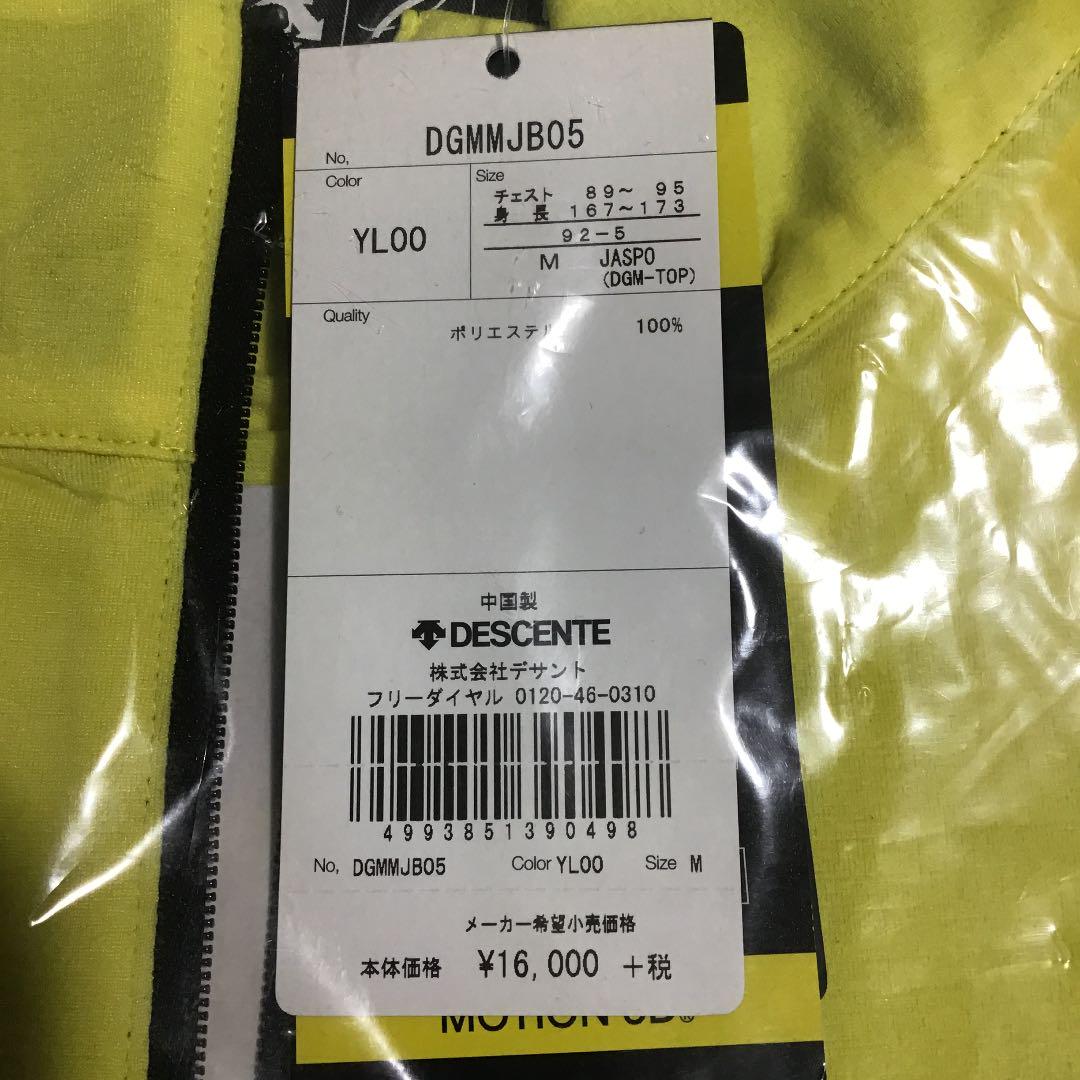 No, DGMMJB05
Color
Size
YL00
チェスト 89～ 95
身 長 167～173
92-5
M JASPO
(DGM-TOP)
Quality
ポリエステル 100%
中国製
DESCENTE
株式会社デサント
フリーダイヤル 0120-46-0310
4993851390498
No, DGMMJB05 Color YL00 Size M
メーカー希望小売価格
本体価格 ¥16,000 +税
MOTION 3D®